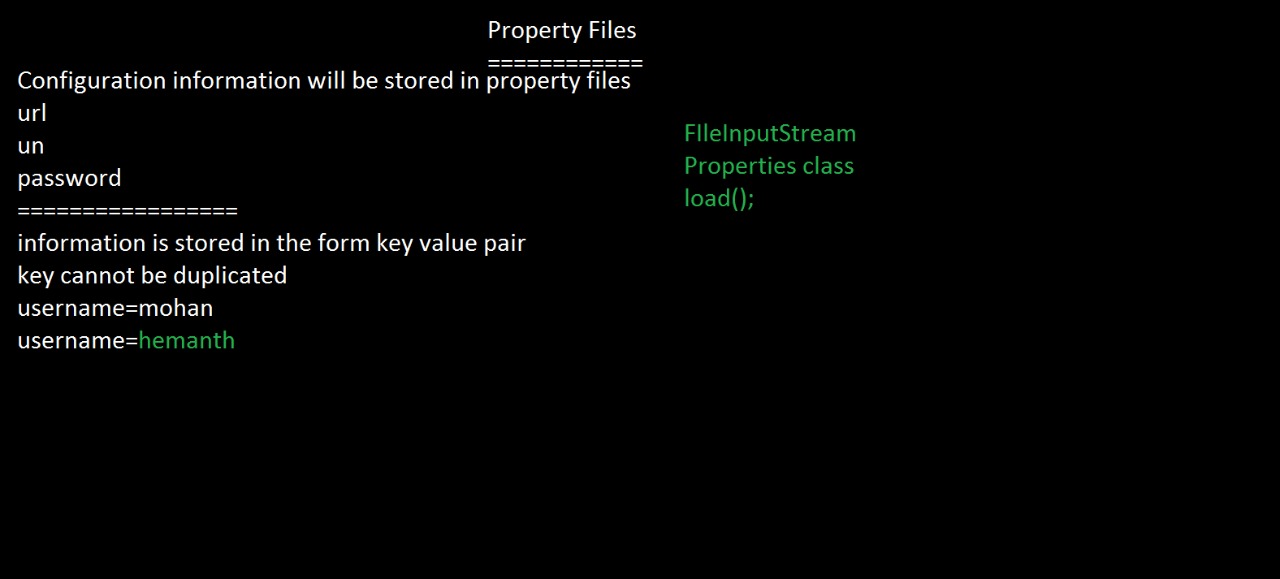 Property Files
============
Configuration information will be stored in property files
url
un
password
=================
information is stored in the form key value pair
key cannot be duplicated
username=mohan
username=hemanth
FIleInputStream
Properties class
load();